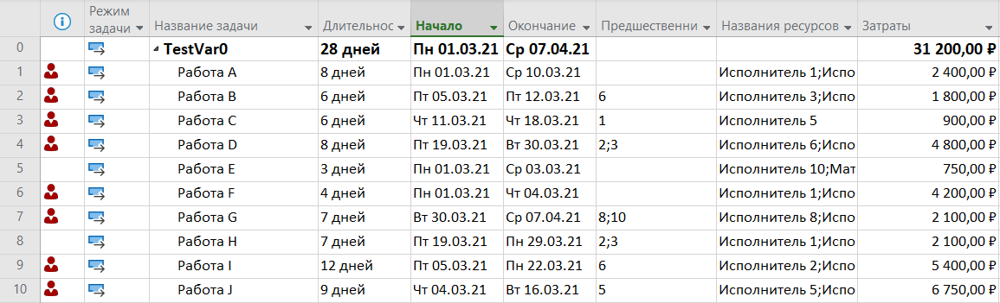 Режим задачи Название задачи Длительнос Начало Окончание Предшественни Названия ресурсов Затраты
0 TestVar0 28 дней Пн 01.03.21 Ср 07.04.21 31 200,00 ₽
1 Работа A 8 дней Пн 01.03.21 Ср 10.03.21 Исполнитель 1;Испо 2 400,00 ₽
2 Работа B 6 дней Пт 05.03.21 Пт 12.03.21 6 Исполнитель 3;Испо 1 800,00 ₽
3 Работа C 6 дней Чт 11.03.21 Чт 18.03.21 1 Исполнитель 5 900,00 ₽
4 Работа D 8 дней Пт 19.03.21 Вт 30.03.21 2;3 Исполнитель 6;Испо 4 800,00 ₽
5 Работа E 3 дней Пн 01.03.21 Ср 03.03.21 Исполнитель 10;Мат 750,00 ₽
6 Работа F 4 дней Пн 01.03.21 Чт 04.03.21 Исполнитель 1;Испо 4 200,00 ₽
7 Работа G 7 дней Вт 30.03.21 Ср 07.04.21 8;10 Исполнитель 8;Испо 2 100,00 ₽
8 Работа H 7 дней Пт 19.03.21 Пн 29.03.21 2;3 Исполнитель 1;Испо 2 100,00 ₽
9 Работа I 12 дней Пт 05.03.21 Пн 22.03.21 6 Исполнитель 2;Испо 5 400,00 ₽
10 Работа J 9 дней Чт 04.03.21 Вт 16.03.21 5 Исполнитель 5;Испо 6 750,00 ₽